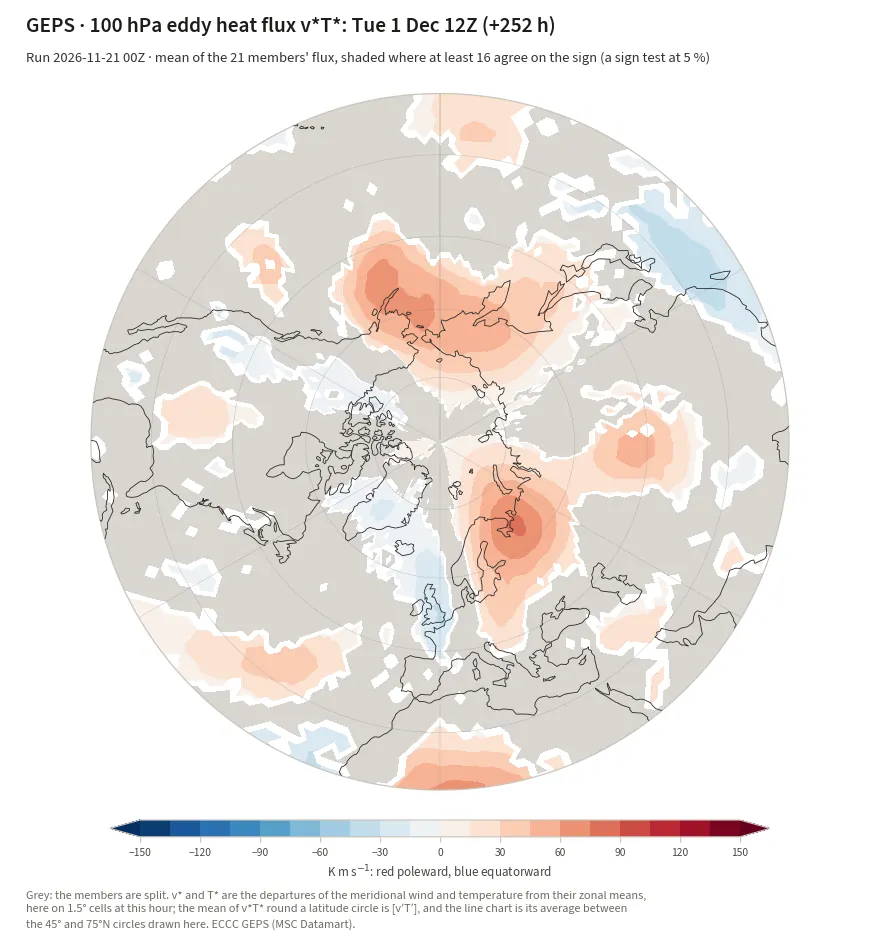 GEPS · 100 hPa eddy heat flux v*T*: Tue 1 Dec 12Z (+252 h)
Run 2026-11-21 00Z · mean of the 21 members' flux, shaded where at least 16 agree on the sign (a sign test at 5 %)
−150 −120 −90 −60 −30 0 30 60 90 120 150
K m s⁻¹: red poleward, blue equatorward
Grey: the members are split. v* and T* are the departures of the meridional wind and temperature from their zonal means,
here on 1.5° cells at this hour; the mean of v*T* round a latitude circle is [v'T'], and the line chart is its average between
the 45° and 75°N circles drawn here. ECCC GEPS (MSC Datamart).